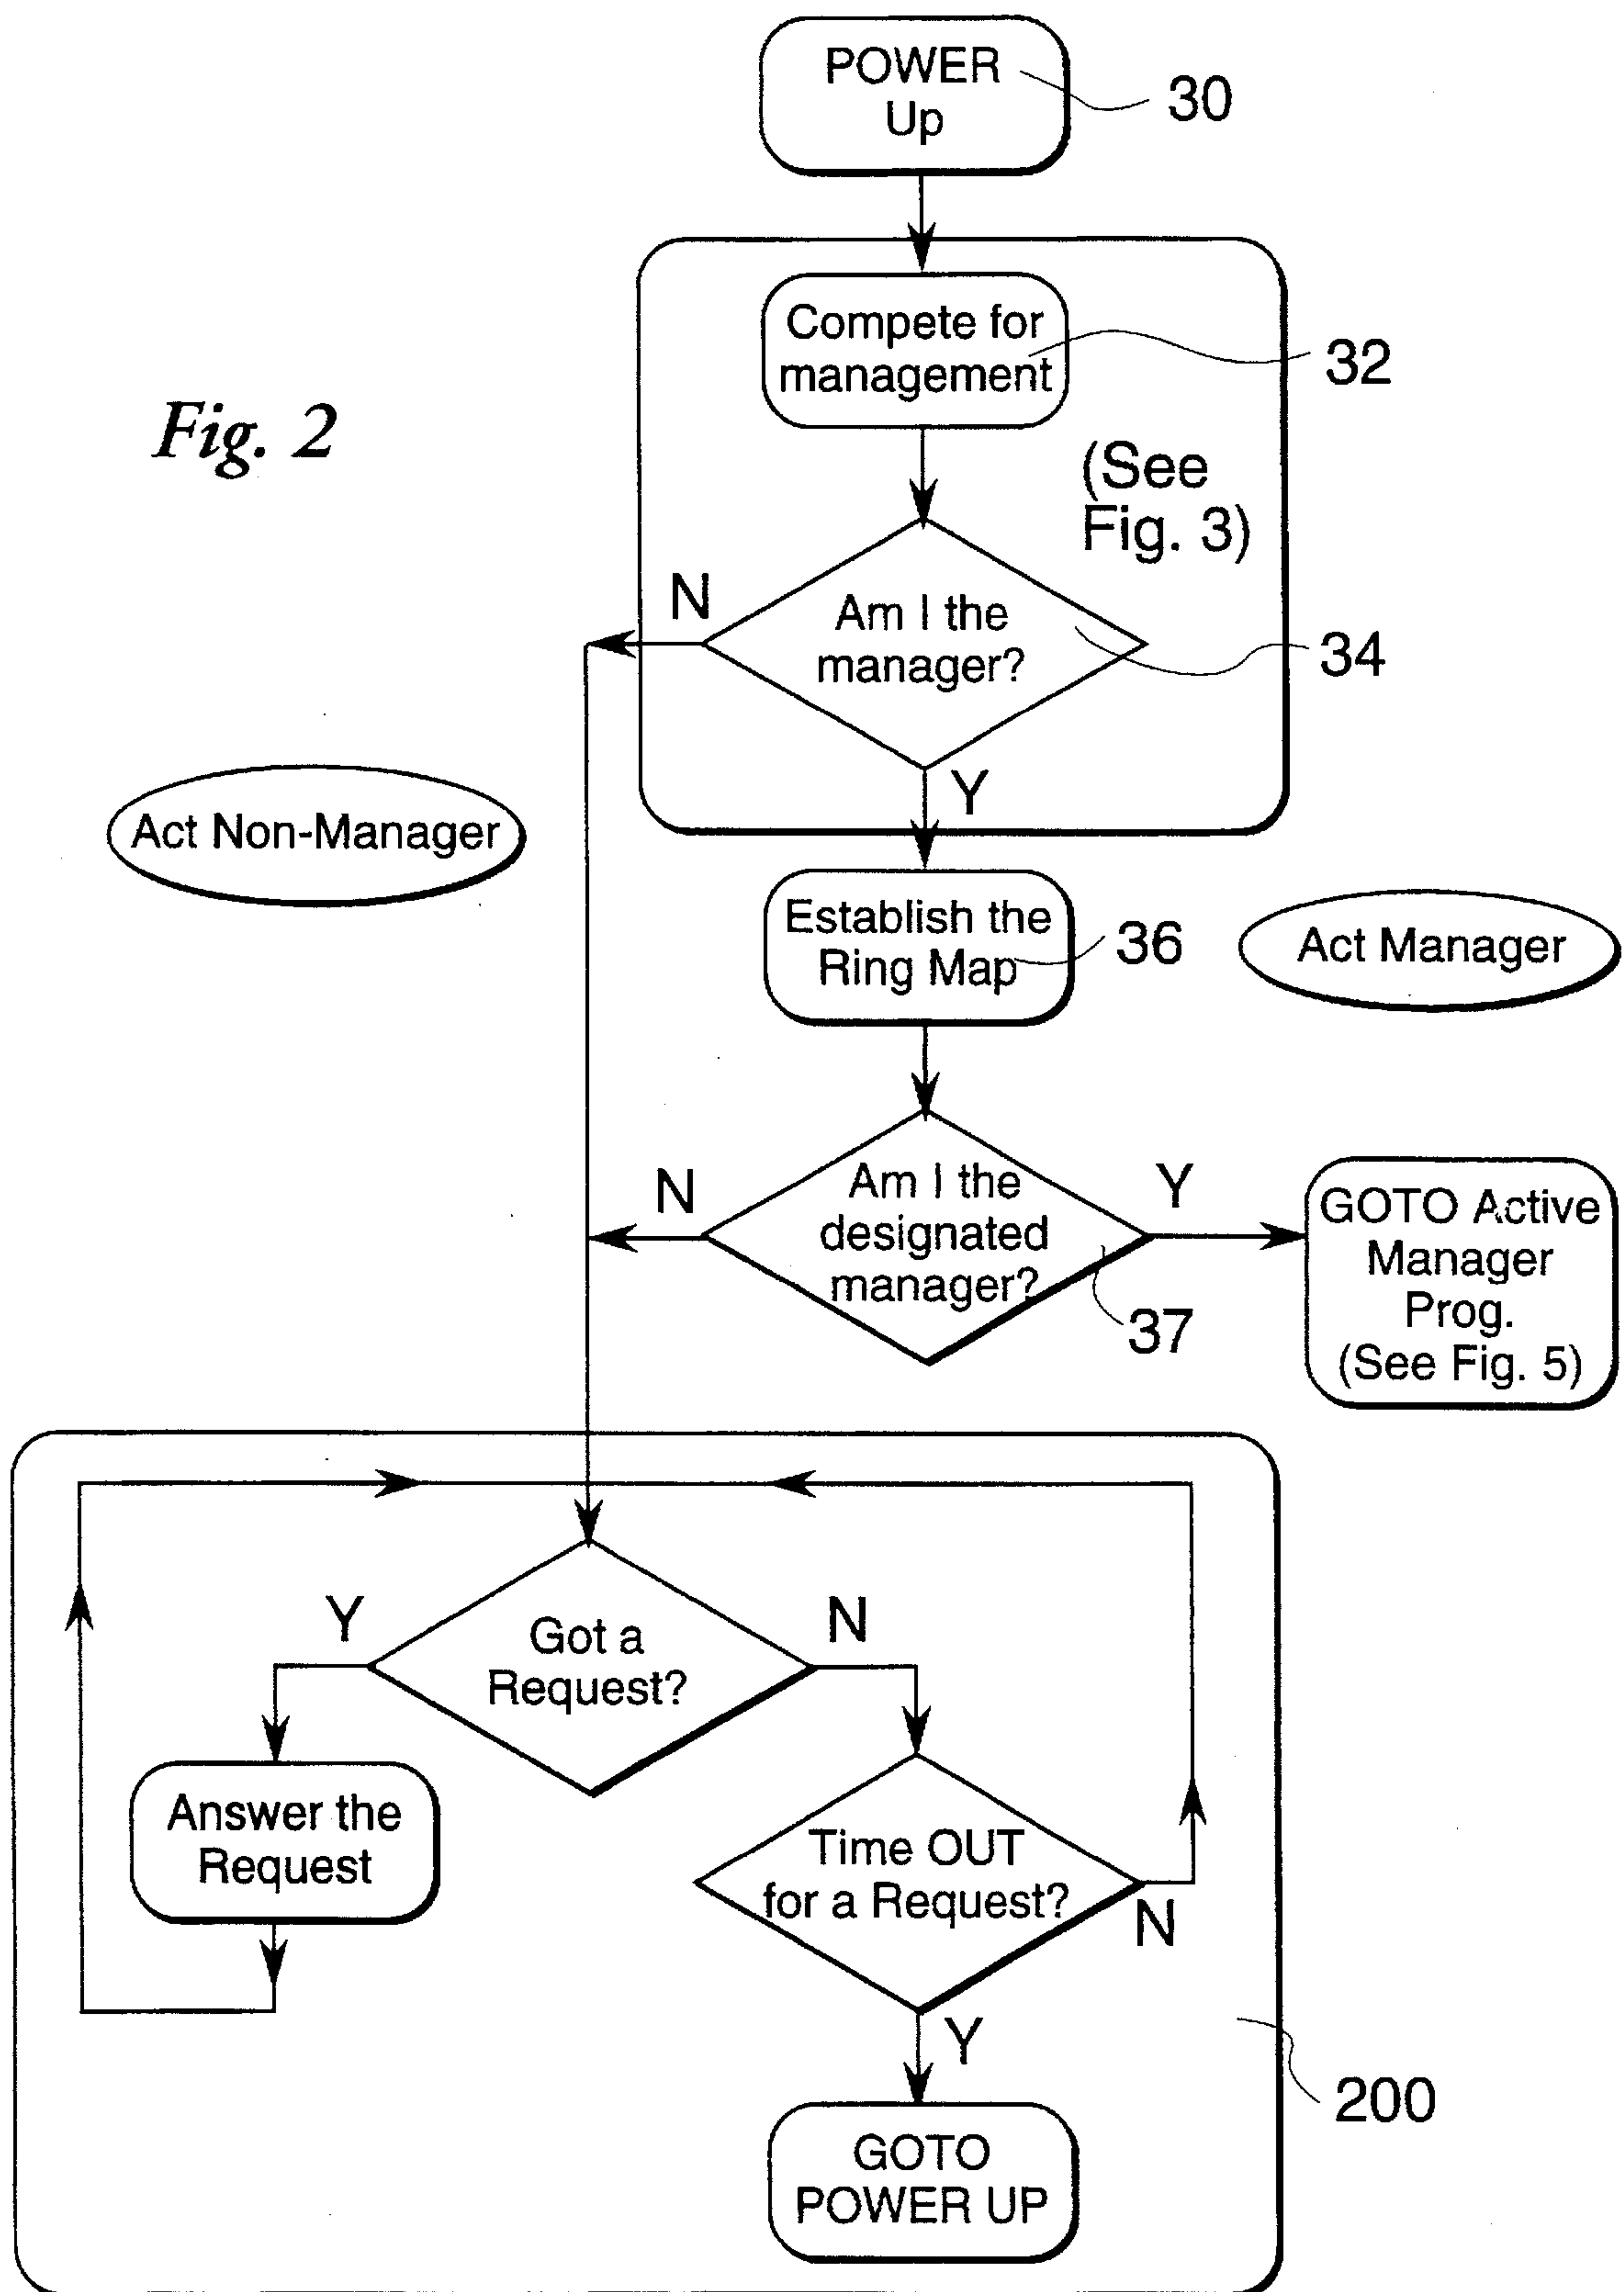 POWER
Up
30
Compete for
management
32
Fig. 2
(See
Fig. 3)
N
Am I the
manager?
34
Y
Act Non-Manager
Establish the
Ring Map
36
Act Manager
N
Am I the
designated
manager?
Y
37
GOTO Active
Manager
Prog.
(See Fig. 5)
Y
Got a
Request?
N
Answer the
Request
Time OUT
for a Request?
N
Y
200
GOTO
POWER UP